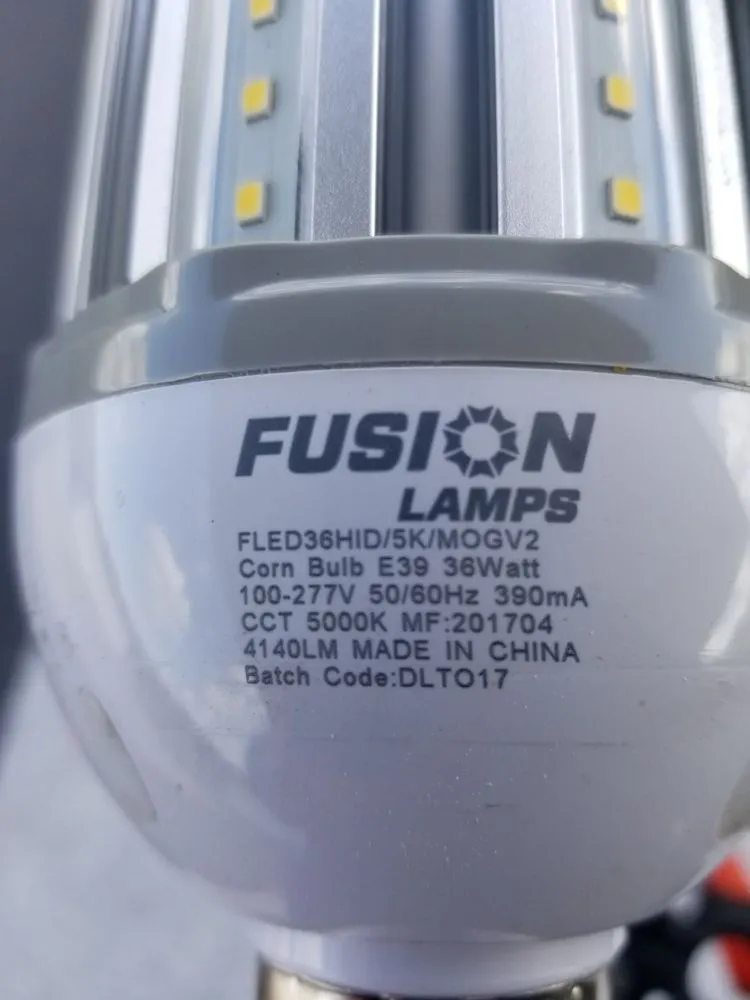 FUSION
LAMPS
FLED36HID/5K/MOGV2
Corn Bulb E39 36Watt
100-277V 50/60Hz 390mA
CCT 5000K MF:201704
4140LM MADE IN CHINA
Batch Code:DLTO17